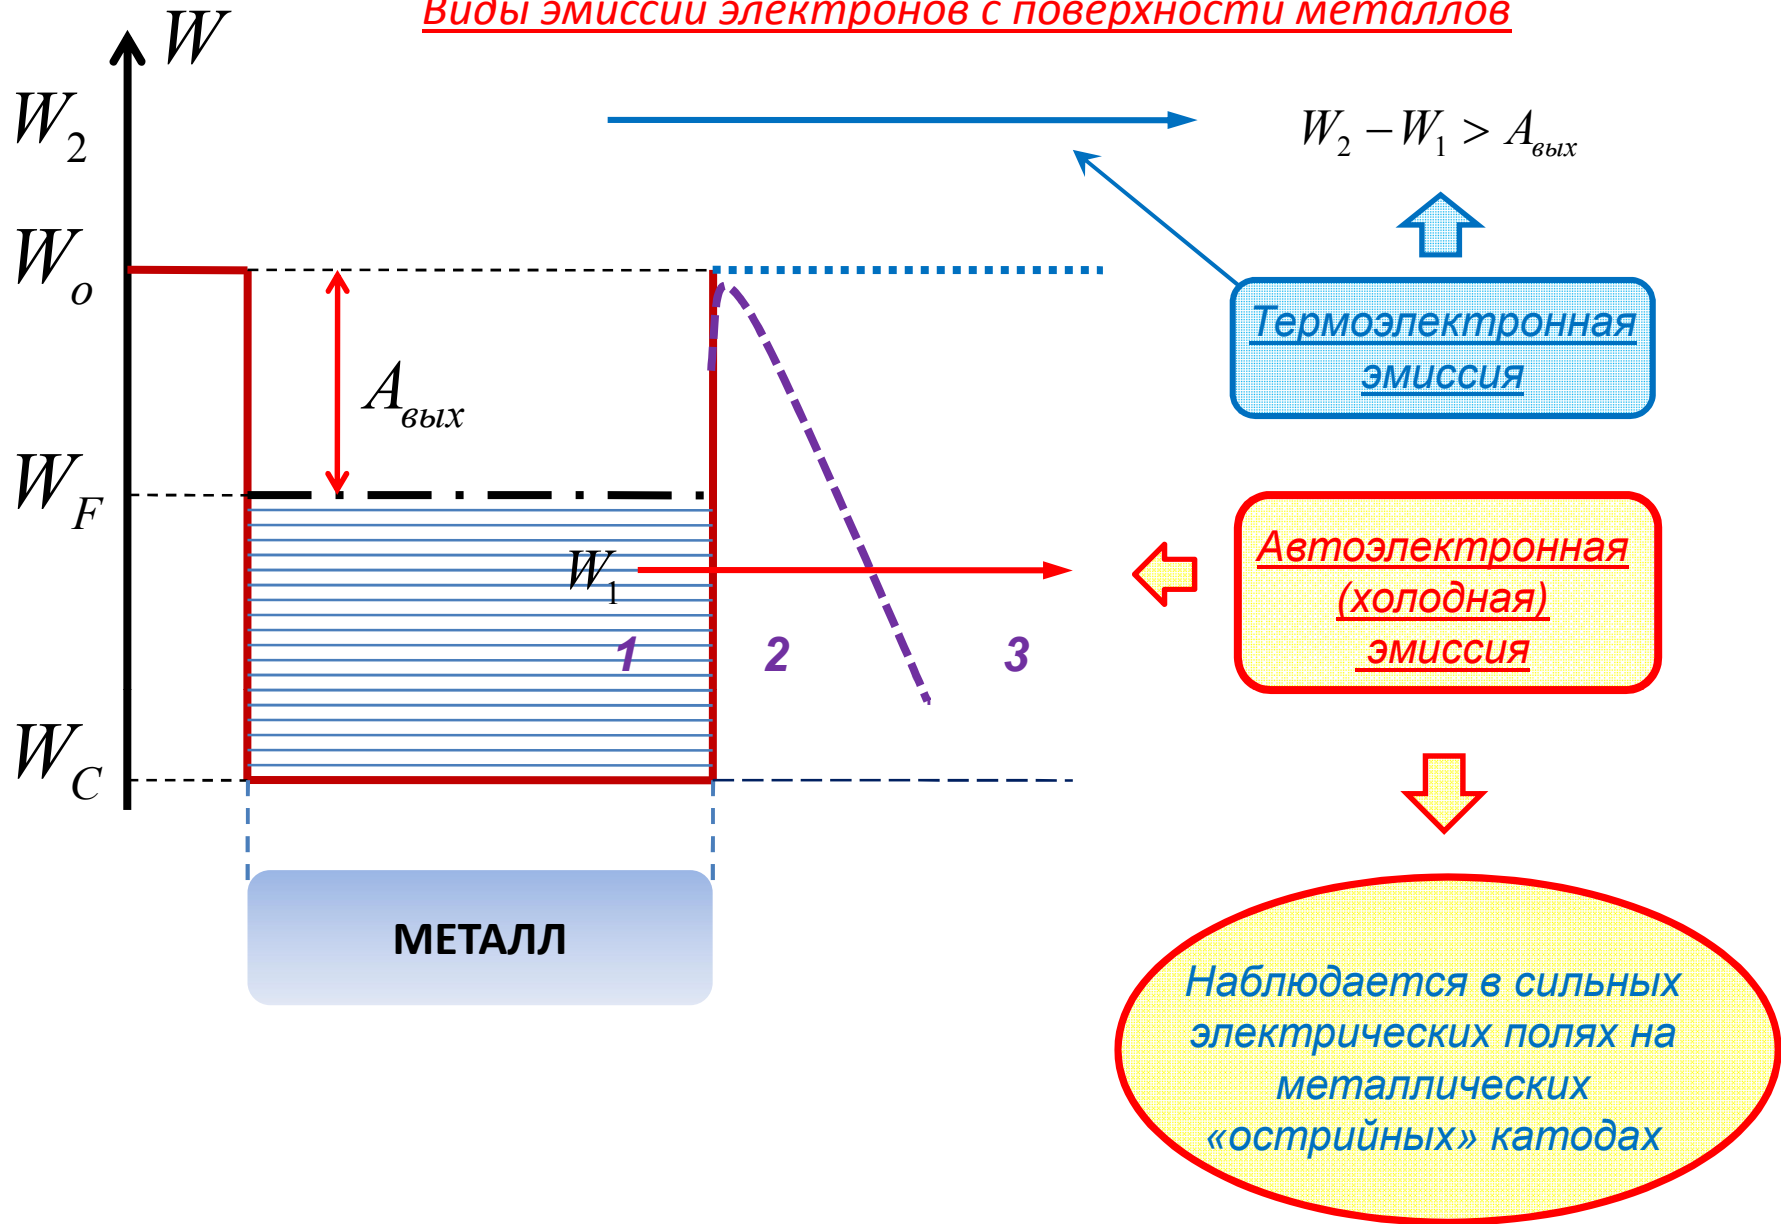 Виды эмиссии электронов с поверхности металлов
W
W₂
W₂ − W₁ > Aвых
Wo
Термоэлектронная
эмиссия
Aвых
WF
Автоэлектронная
(холодная)
эмиссия
W₁
1 2 3
WC
МЕТАЛЛ
Наблюдается в сильных
электрических полях на
металлических
«острийных» катодах